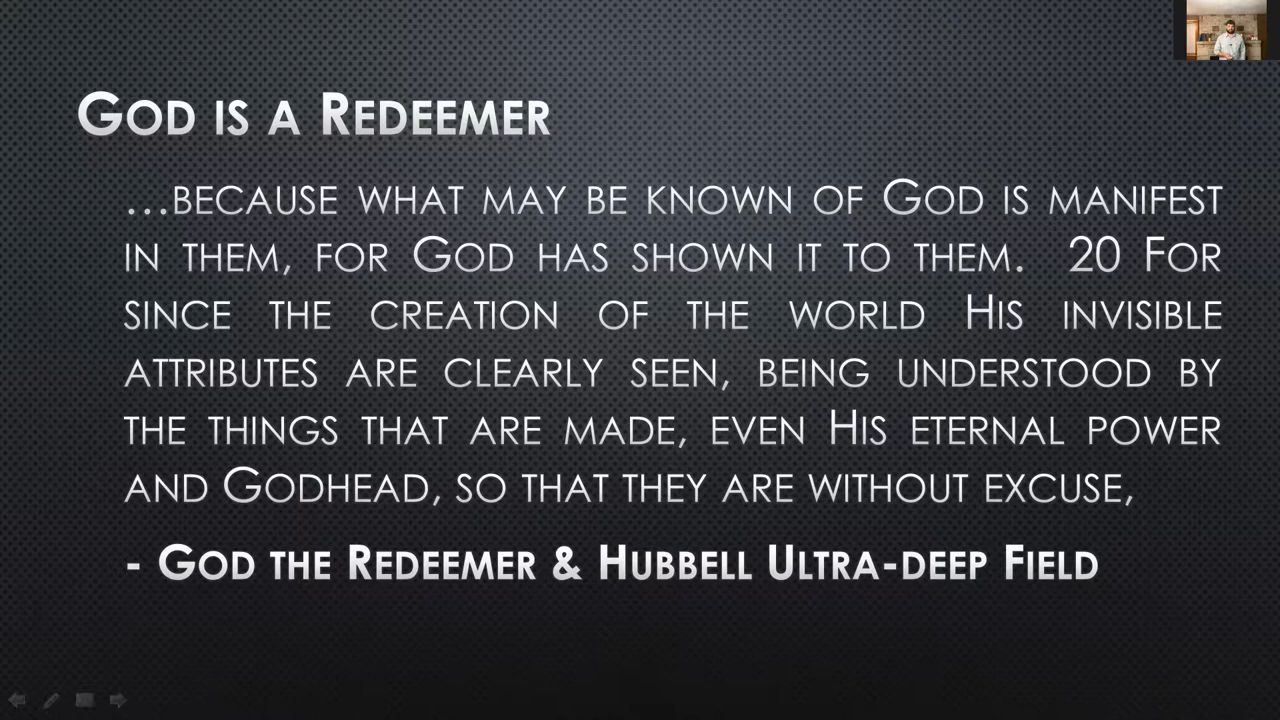 God is a Redeemer
…because what may be known of God is manifest
in them, for God has shown it to them. 20 For
since the creation of the world His invisible
attributes are clearly seen, being understood by
the things that are made, even His eternal power
and Godhead, so that they are without excuse,
- God the Redeemer & Hubbell Ultra-deep Field